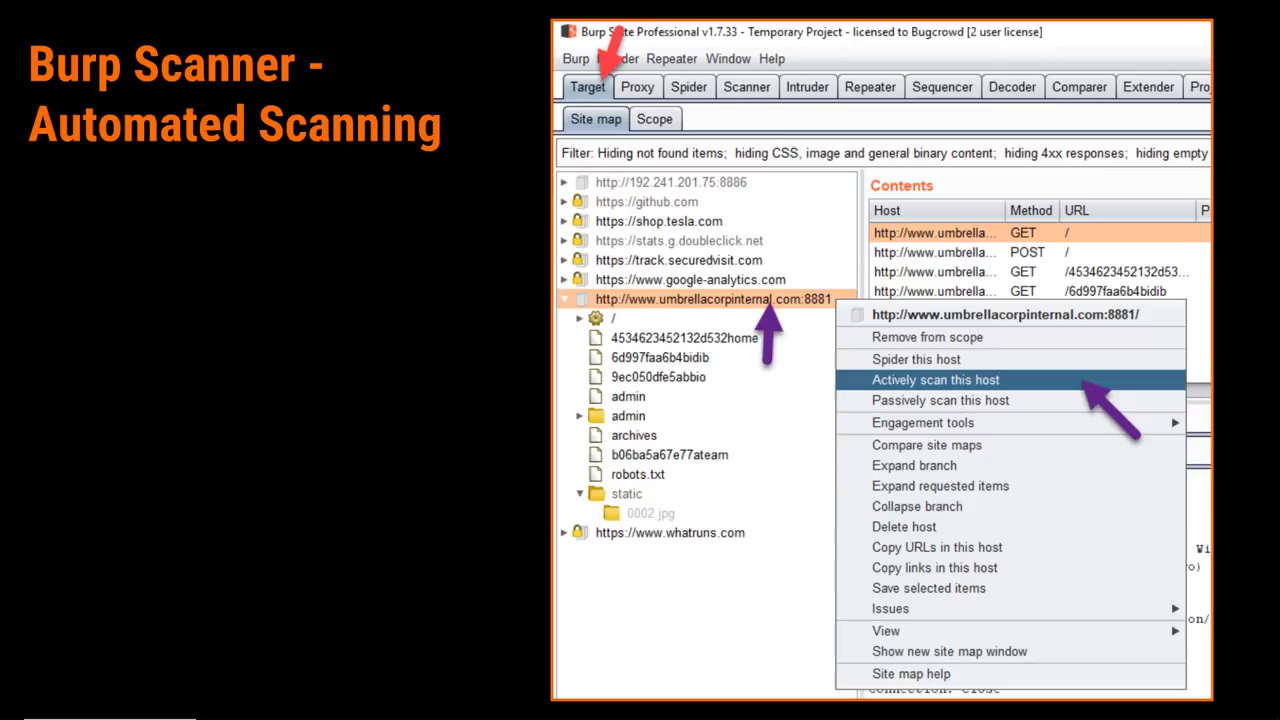 Burp Scanner -
Automated Scanning
Burp Suite Professional v1.7.33 - Temporary Project - licensed to Bugcrowd [2 user license]
Burp Repeater Window Help
Target Proxy Spider Scanner Intruder Repeater Sequencer Decoder Comparer Extender Proj
Site map Scope
Filter: Hiding not found items; hiding CSS, image and general binary content; hiding 4xx responses; hiding empty
http://192.241.201.75:8886
https://github.com
https://shop.tesla.com
https://stats.g.doubleclick.net
https://track.securedvisit.com
https://www.google-analytics.com
http://www.umbrellacorpinternal.com:8881
/
4534623452132d532home
6d997faa6b4bidib
9ec050dfe5abbio
admin
admin
archives
b06ba5a67e77ateam
robots.txt
static
0002.jpg
https://www.whatruns.com
Contents
Host Method URL P
http://www.umbrella... GET /
http://www.umbrella... POST /
http://www.umbrella... GET /4534623452132d53...
http://www.umbrella... GET /6d997faa6b4bidib
http://www.umbrellacorpinternal.com:8881/
Remove from scope
Spider this host
Actively scan this host
Passively scan this host
Engagement tools
Compare site maps
Expand branch
Expand requested items
Collapse branch
Delete host
Copy URLs in this host
Copy links in this host
Save selected items
Issues
View
Show new site map window
Site map help
Wi
o)
on/
connection: close